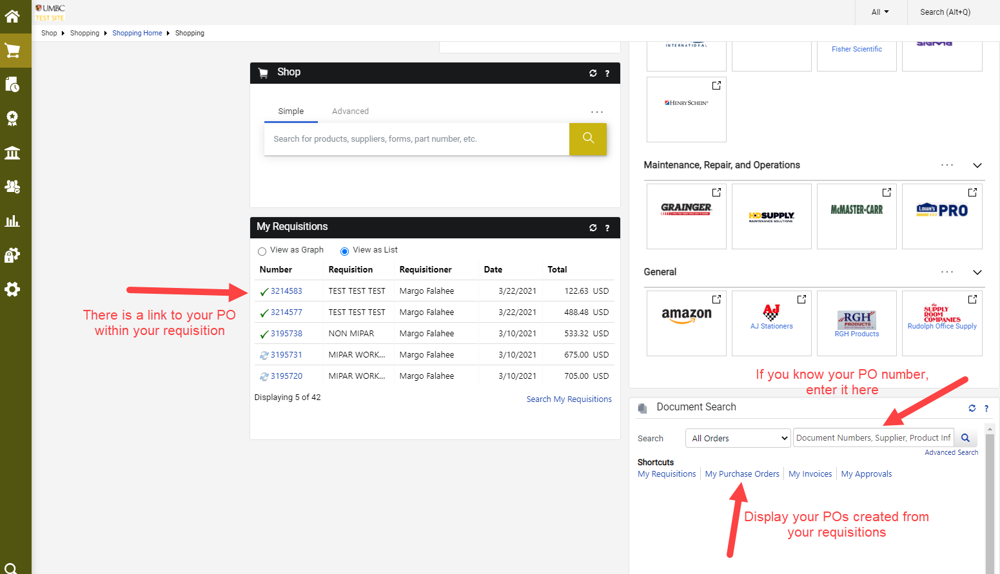 UMBC
TEST SITE
All
Search (Alt+Q)
Shop
Shopping
Shopping Home
Shopping
Shop
?
Simple
Advanced
...
Search for products, suppliers, forms, part number, etc.
My Requisitions
?
View as Graph
View as List
Number Requisition Requisitioner Date Total
3214583 TEST TEST TEST Margo Falahee 3/22/2021 122.63 USD
3214577 TEST TEST TEST Margo Falahee 3/22/2021 488.48 USD
3195738 NON MIPAR Margo Falahee 3/10/2021 533.32 USD
3195731 MIPAR WORK... Margo Falahee 3/10/2021 675.00 USD
3195720 MIPAR WORK... Margo Falahee 3/10/2021 705.00 USD
Displaying 5 of 42
Search My Requisitions
There is a link to your PO
within your requisition
INTERNATIONAL
Fisher Scientific
HENRY SCHEIN®
Maintenance, Repair, and Operations
...
GRAINGER
HD SUPPLY
MAINTENANCE SOLUTIONS
McMASTER-CARR
LOWE'S PRO
General
...
amazon
AJ
AJ Stationers
RGH
PRODUCTS
RGH Products
the
SUPPLY
ROOM
COMPANIES
Rudolph Office Supply
If you know your PO number,
enter it here
Document Search
?
Search
All Orders
Document Numbers, Supplier, Product Inf
Advanced Search
Shortcuts
My Requisitions
My Purchase Orders
My Invoices
My Approvals
Display your POs created from
your requisitions